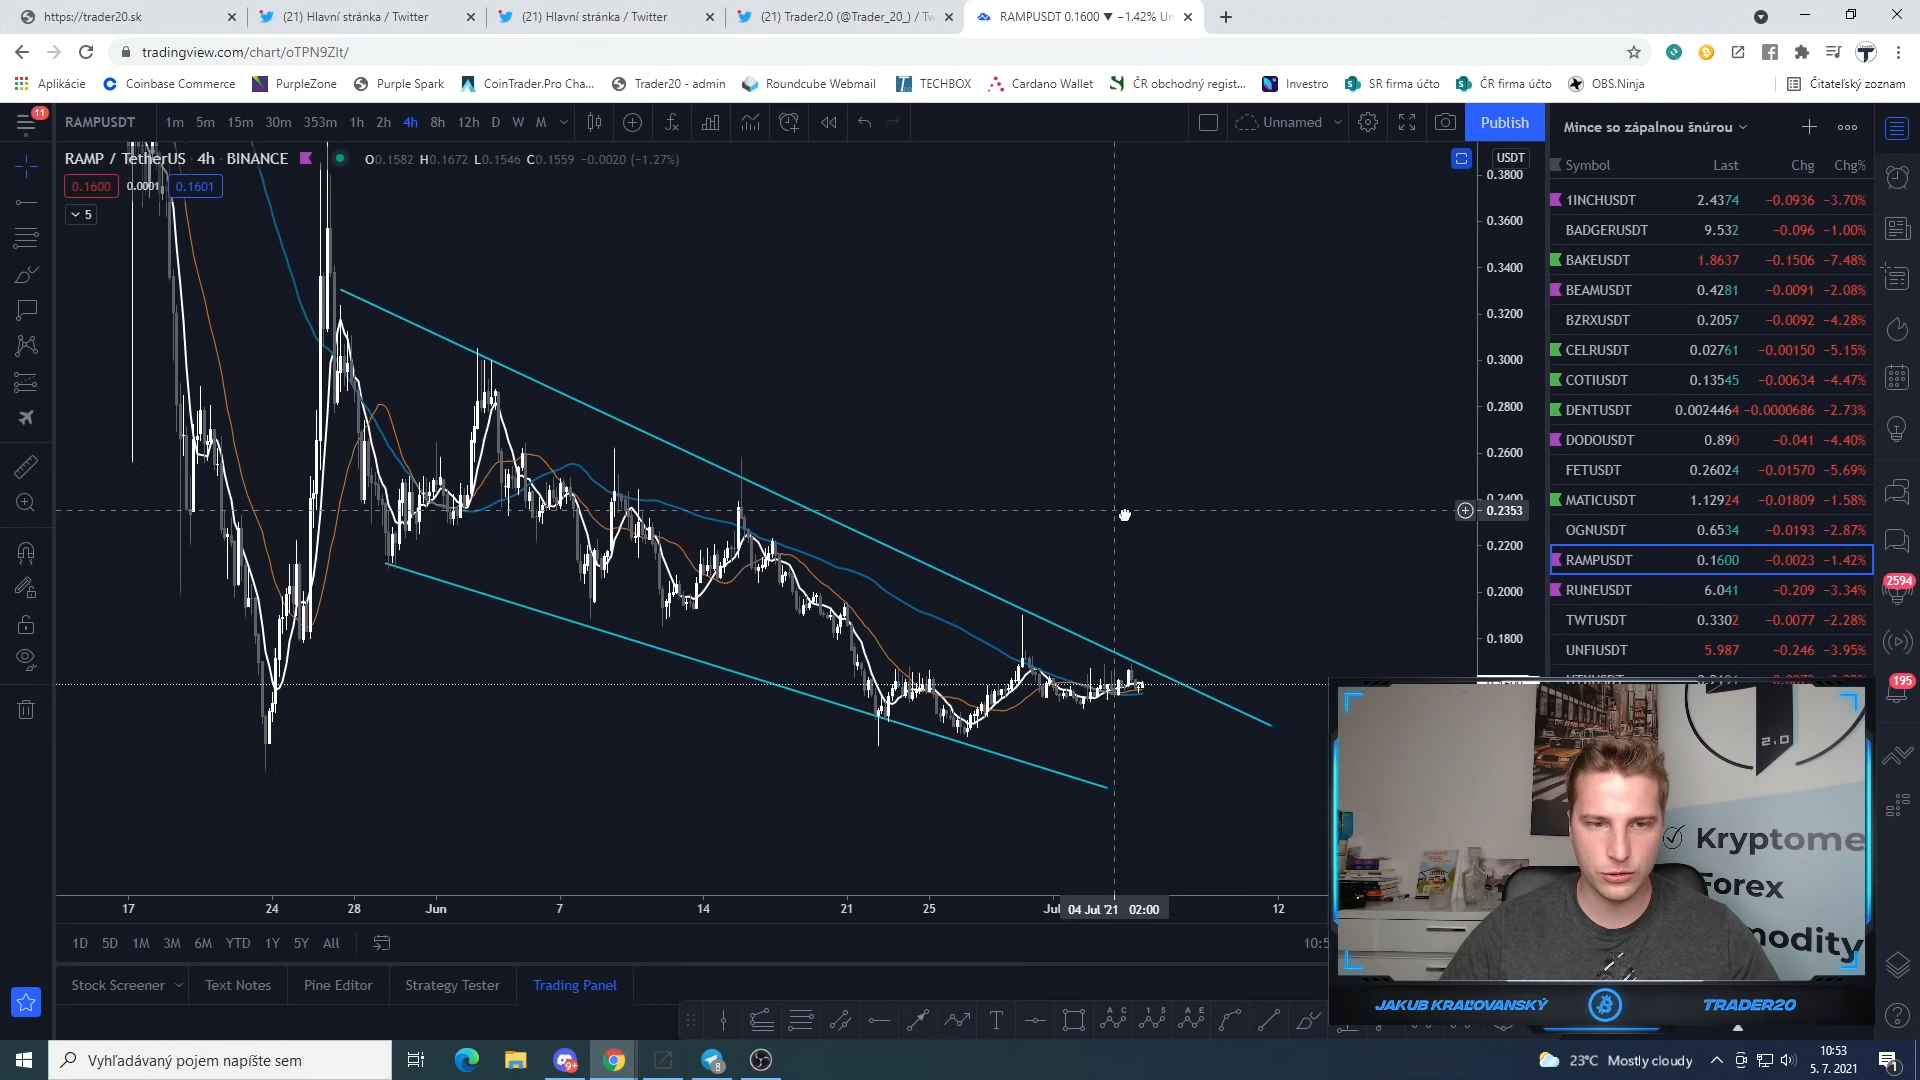 https://trader20.sk
(21) Hlavní stránka / Twitter
(21) Hlavní stránka / Twitter
(21) Trader2.0 (@Trader_20_) / Tw
RAMPUSDT 0.1600 ▼ −1.42% Un
tradingview.com/chart/oTPN9ZIt/
Aplikácie
Coinbase Commerce
PurpleZone
Purple Spark
CoinTrader.Pro Cha...
Trader20 - admin
Roundcube Webmail
TECHBOX
Cardano Wallet
ČR obchodný regist...
Investro
SR firma účto
ČR firma účto
OBS.Ninja
Čitateľský zoznam
11
RAMPUSDT
1m 5m 15m 30m 353m 1h 2h 4h 8h 12h D W M
Unnamed
Publish
Mince so zápalnou šnúrou
RAMP / TetherUS 4h BINANCE
O0.1582 H0.1672 L0.1546 C0.1559 −0.0020 (−1.27%)
0.1600 0.0001 0.1601
5
USDT
0.3800
0.3600
0.3400
0.3200
0.3000
0.2800
0.2600
0.2400
0.2353
0.2200
0.2000
0.1800
Symbol Last Chg Chg%
1INCHUSDT 2.4374 −0.0936 −3.70%
BADGERUSDT 9.532 −0.096 −1.00%
BAKEUSDT 1.8637 −0.1506 −7.48%
BEAMUSDT 0.4281 −0.0091 −2.08%
BZRXUSDT 0.2057 −0.0092 −4.28%
CELRUSDT 0.02761 −0.00150 −5.15%
COTIUSDT 0.13545 −0.00634 −4.47%
DENTUSDT 0.0024464 −0.0000686 −2.73%
DODOUSDT 0.890 −0.041 −4.40%
FETUSDT 0.26024 −0.01570 −5.69%
MATICUSDT 1.12924 −0.01809 −1.58%
OGNUSDT 0.6534 −0.0193 −2.87%
RAMPUSDT 0.1600 −0.0023 −1.42%
RUNEUSDT 6.041 −0.209 −3.34%
TWTUSDT 0.3302 −0.0077 −2.28%
UNFIUSDT 5.987 −0.246 −3.95%
2594
195
2.0
Kryptome
Forex
modity
JAKUB KRAĽOVANSKÝ
TRADER20
17 24 28 Jun 7 14 21 25 Jul 04 Jul '21 02:00 12
1D 5D 1M 3M 6M YTD 1Y 5Y All
10:5
Stock Screener
Text Notes
Pine Editor
Strategy Tester
Trading Panel
Vyhľadávaný pojem napíšte sem
9+
8
23°C Mostly cloudy
10:53
5. 7. 2021
1